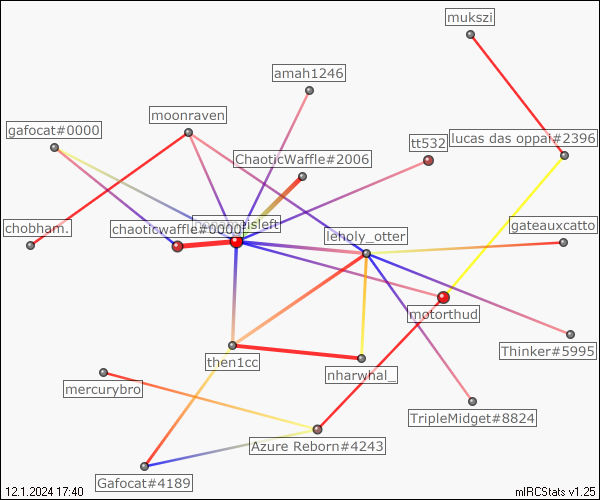 mukszi
amah1246
moonraven
gafocat#0000
tt532
lucas das oppai#2396
ChaoticWaffle#2006
chobham.
chaoticwaffle#0000
isleft
gateauxcatto
leholy_otter
motorthud
Thinker#5995
then1cc
nharwhal_
mercurybro
TripleMidget#8824
Azure Reborn#4243
Gafocat#4189
12.1.2024 17:40
mIRCStats v1.25